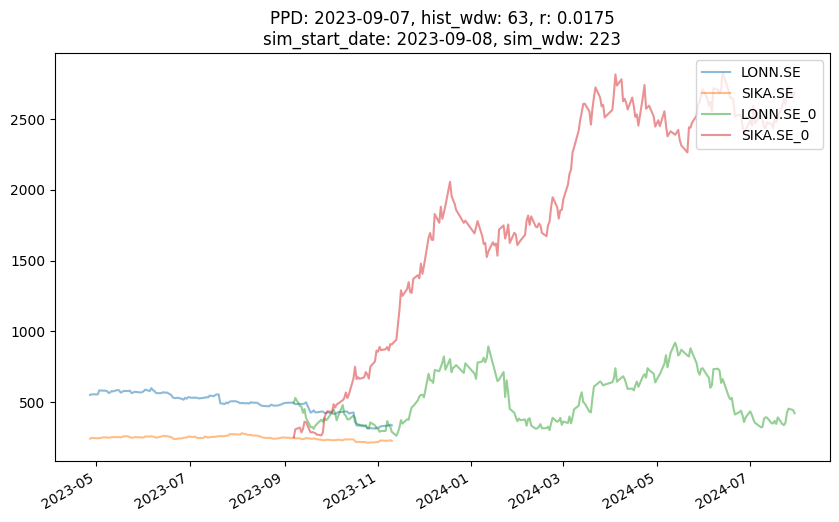 PPD: 2023-09-07, hist_wdw: 63, r: 0.0175
sim_start_date: 2023-09-08, sim_wdw: 223
LONN.SE
SIKA.SE
LONN.SE_0
SIKA.SE_0
2500
2000
1500
1000
500
2023-05
2023-07
2023-09
2023-11
2024-01
2024-03
2024-05
2024-07